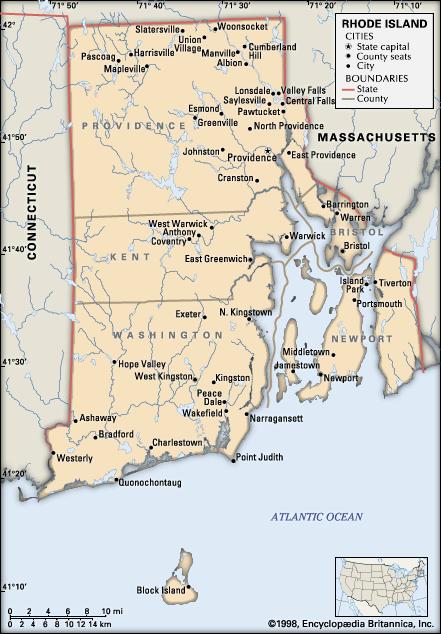 71°50' 71°40' 71°30' 71°20' 71°10'
42°
41°50'
41°40'
41°30'
41°20'
41°10'
RHODE ISLAND
CITIES
State capital
County seats
City
BOUNDARIES
State
County
Slatersville
Woonsocket
Union
Village
Cumberland
Hill
Manville
Albion
Pascoag
Harrisville
Mapleville
Lonsdale
Valley Falls
Saylesville
Central Falls
Pawtucket
Esmond
Greenville
PROVIDENCE
North Providence
MASSACHUSETTS
Johnston
Providence
East Providence
Cranston
CONNECTICUT
Barrington
Warren
BRISTOL
Bristol
West Warwick
Anthony
Coventry
Warwick
KENT
East Greenwich
Island
Park
Tiverton
Portsmouth
Exeter
N. Kingstown
WASHINGTON
NEWPORT
Middletown
Jamestown
Newport
Hope Valley
West Kingston
Kingston
Peace
Dale
Wakefield
Narragansett
Ashaway
Bradford
Charlestown
Westerly
Point Judith
Quonochontaug
ATLANTIC OCEAN
Block Island
0 2 4 6 8 10 mi
0 2 4 6 8 10 12 14 km
©1998, Encyclopædia Britannica, Inc.